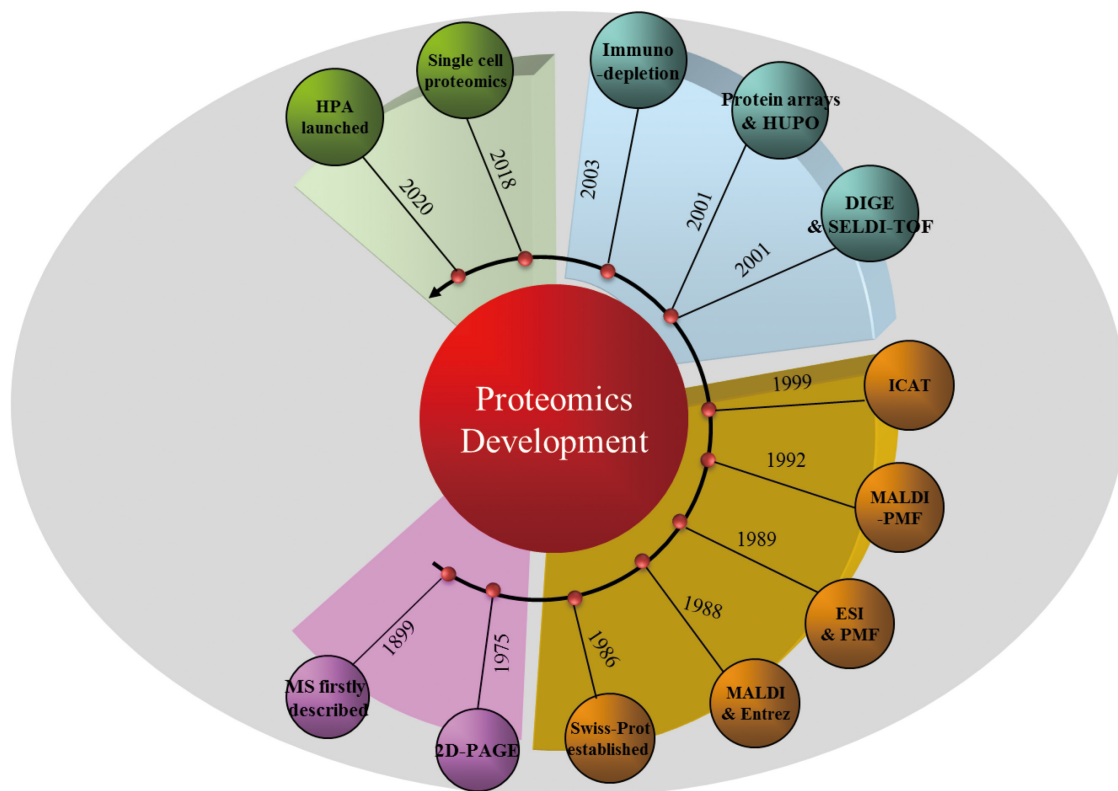 Single cell
proteomics
2018
HPA
launched
2020
Immuno
-depletion
2003
Protein arrays
& HUPO
2001
DIGE
& SELDI-TOF
2001
ICAT
1999
MALDI
-PMF
1992
ESI
& PMF
1989
MALDI
& Entrez
1988
Swiss-Prot
established
1986
2D-PAGE
1975
MS firstly
described
1899
Proteomics
Development